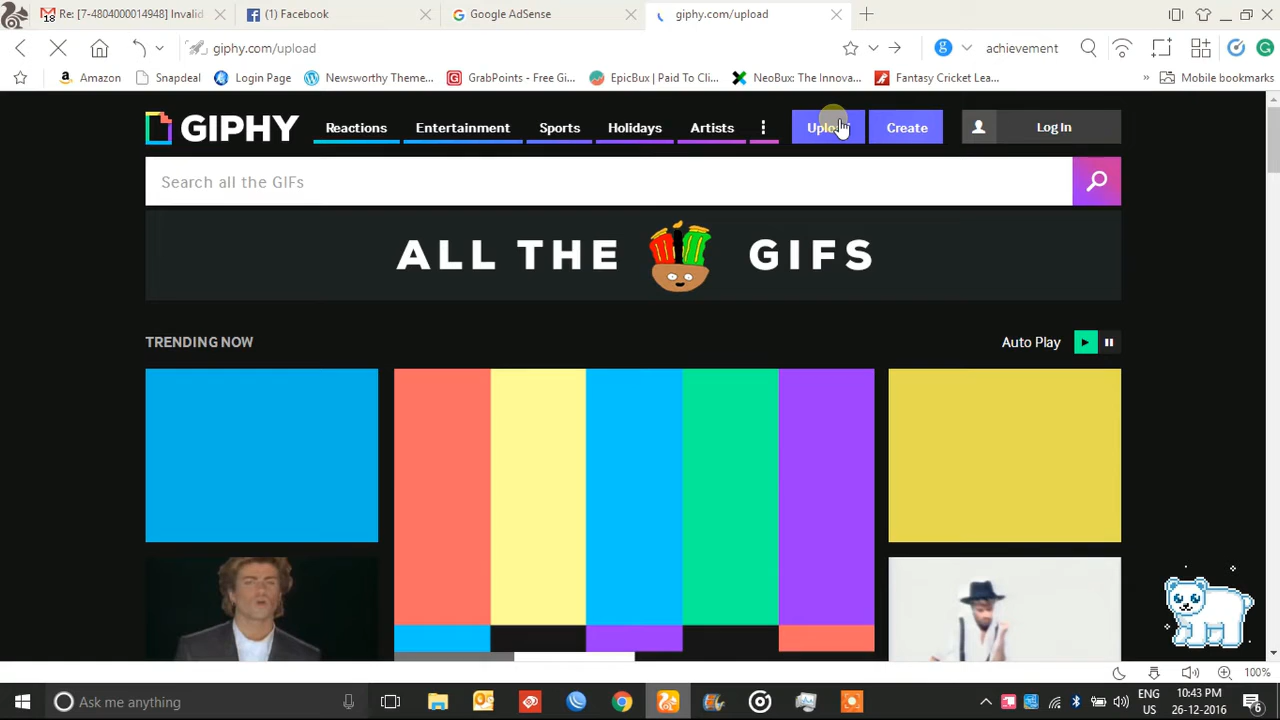 18 Re: [7-4804000014948] Invalid
(1) Facebook
Google AdSense
giphy.com/upload
giphy.com/upload
achievement
Amazon
Snapdeal
Login Page
Newsworthy Theme...
GrabPoints - Free Gi...
EpicBux | Paid To Cli...
NeoBux: The Innova...
Fantasy Cricket Lea...
»
Mobile bookmarks
GIPHY
Reactions
Entertainment
Sports
Holidays
Artists
Create
Log In
Search all the GIFs
ALL THE GIFS
TRENDING NOW
Auto Play
100%
Ask me anything
ENG
US
10:43 PM
26-12-2016
6